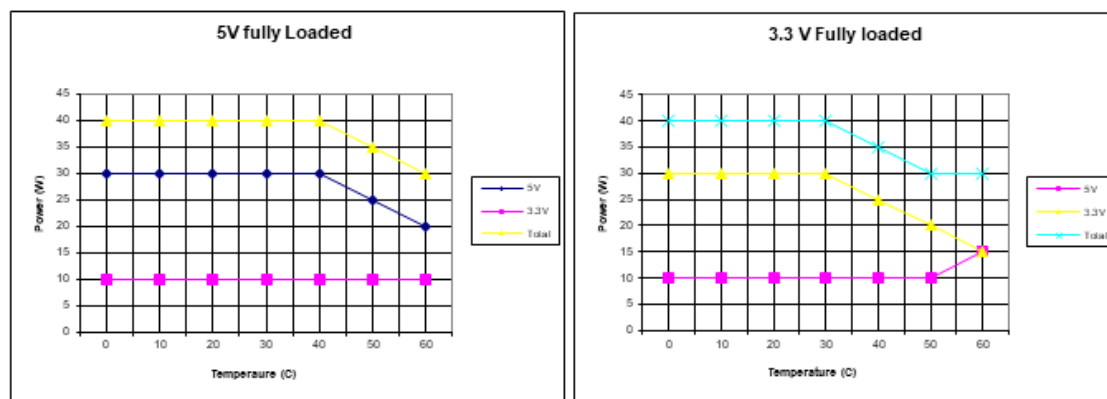 5V fully Loaded
45
40
35
30
25
20
15
10
5
0
0 10 20 30 40 50 60
Power (W)
Temperaure (C)
5V
3.3V
Total
3.3 V Fully loaded
45
40
35
30
25
20
15
10
5
0
0 10 20 30 40 50 60
Power (W)
Temperature (C)
5V
3.3V
Total